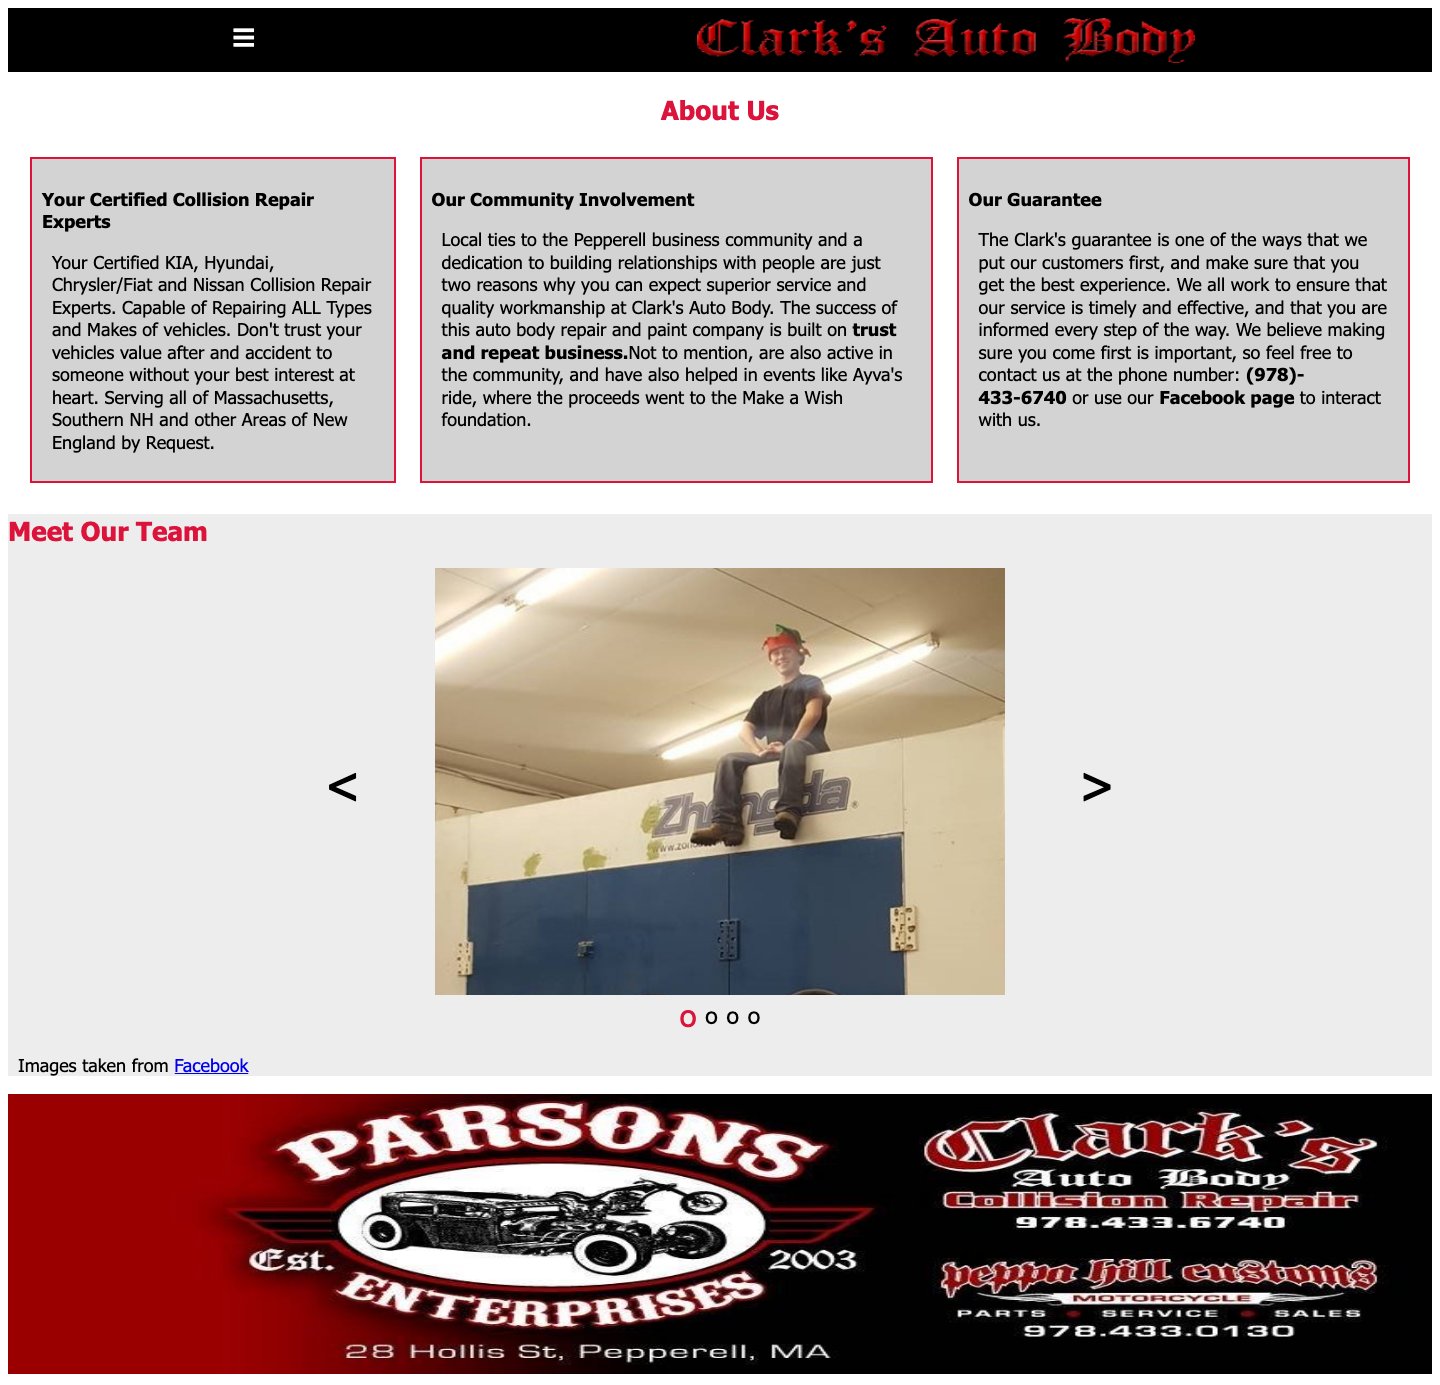 Clark's Auto Body
About Us
Your Certified Collision Repair
Experts
Your Certified KIA, Hyundai,
Chrysler/Fiat and Nissan Collision Repair
Experts. Capable of Repairing ALL Types
and Makes of vehicles. Don't trust your
vehicles value after and accident to
someone without your best interest at
heart. Serving all of Massachusetts,
Southern NH and other Areas of New
England by Request.
Our Community Involvement
Local ties to the Pepperell business community and a
dedication to building relationships with people are just
two reasons why you can expect superior service and
quality workmanship at Clark's Auto Body. The success of
this auto body repair and paint company is built on trust
and repeat business.Not to mention, are also active in
the community, and have also helped in events like Ayva's
ride, where the proceeds went to the Make a Wish
foundation.
Our Guarantee
The Clark's guarantee is one of the ways that we
put our customers first, and make sure that you
get the best experience. We all work to ensure that
our service is timely and effective, and that you are
informed every step of the way. We believe making
sure you come first is important, so feel free to
contact us at the phone number: (978)-
433-6740 or use our Facebook page to interact
with us.
Meet Our Team
<
>
O O O O
Images taken from Facebook
PARSONS
Est. 2003
ENTERPRISES
28 Hollis St, Pepperell, MA
Clark's
Auto Body
Collision Repair
978.433.6740
peppa hill customs
MOTORCYCLE
PARTS • SERVICE • SALES
978.433.0130